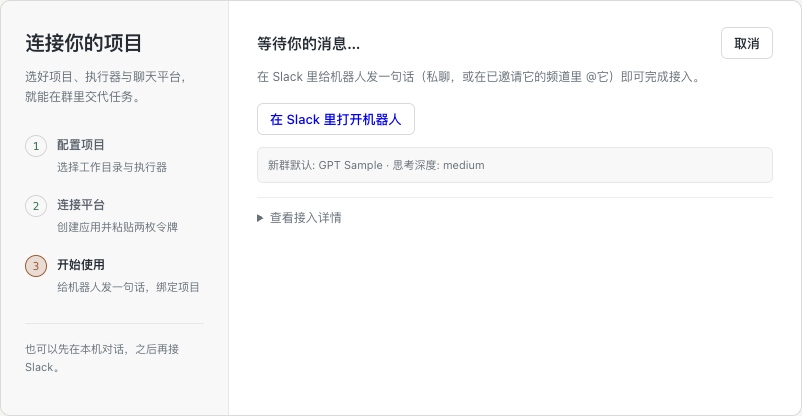 连接你的项目
选好项目、执行器与聊天平台，
就能在群里交代任务。
1
配置项目
选择工作目录与执行器
2
连接平台
创建应用并粘贴两枚令牌
3
开始使用
给机器人发一句话，绑定项目
也可以先在本机对话，之后再接
Slack。
等待你的消息...
取消
在 Slack 里给机器人发一句话（私聊，或在已邀请它的频道里 @它）即可完成接入。
在 Slack 里打开机器人
新群默认: GPT Sample · 思考深度: medium
查看接入详情